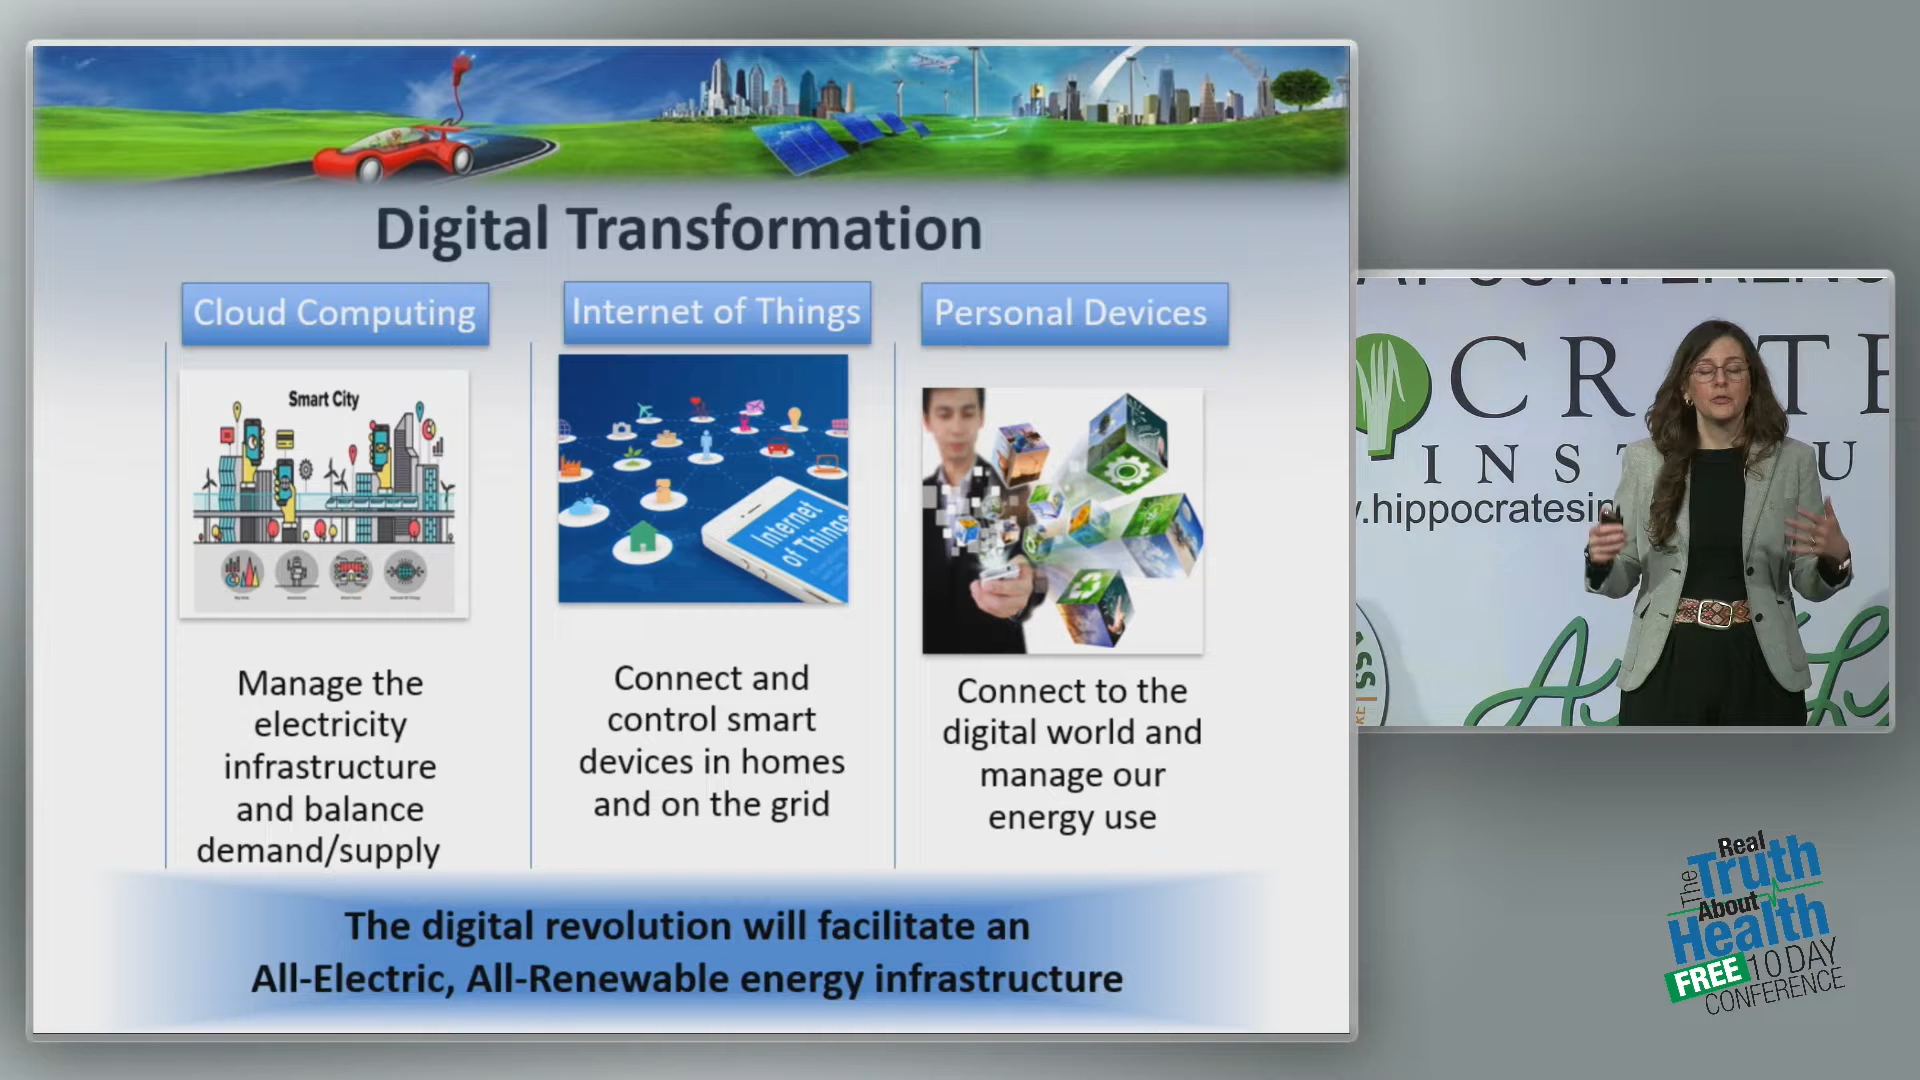 Digital Transformation
Cloud Computing
Smart City
Manage the
electricity
infrastructure
and balance
demand/supply
Internet of Things
Internet
of Things
Connect and
control smart
devices in homes
and on the grid
Personal Devices
Connect to the
digital world and
manage our
energy use
The digital revolution will facilitate an
All-Electric, All-Renewable energy infrastructure
CRATE
INST U
.hippocratesin
The Real
Truth
About
Health
FREE 10 DAY
CONFERENCE